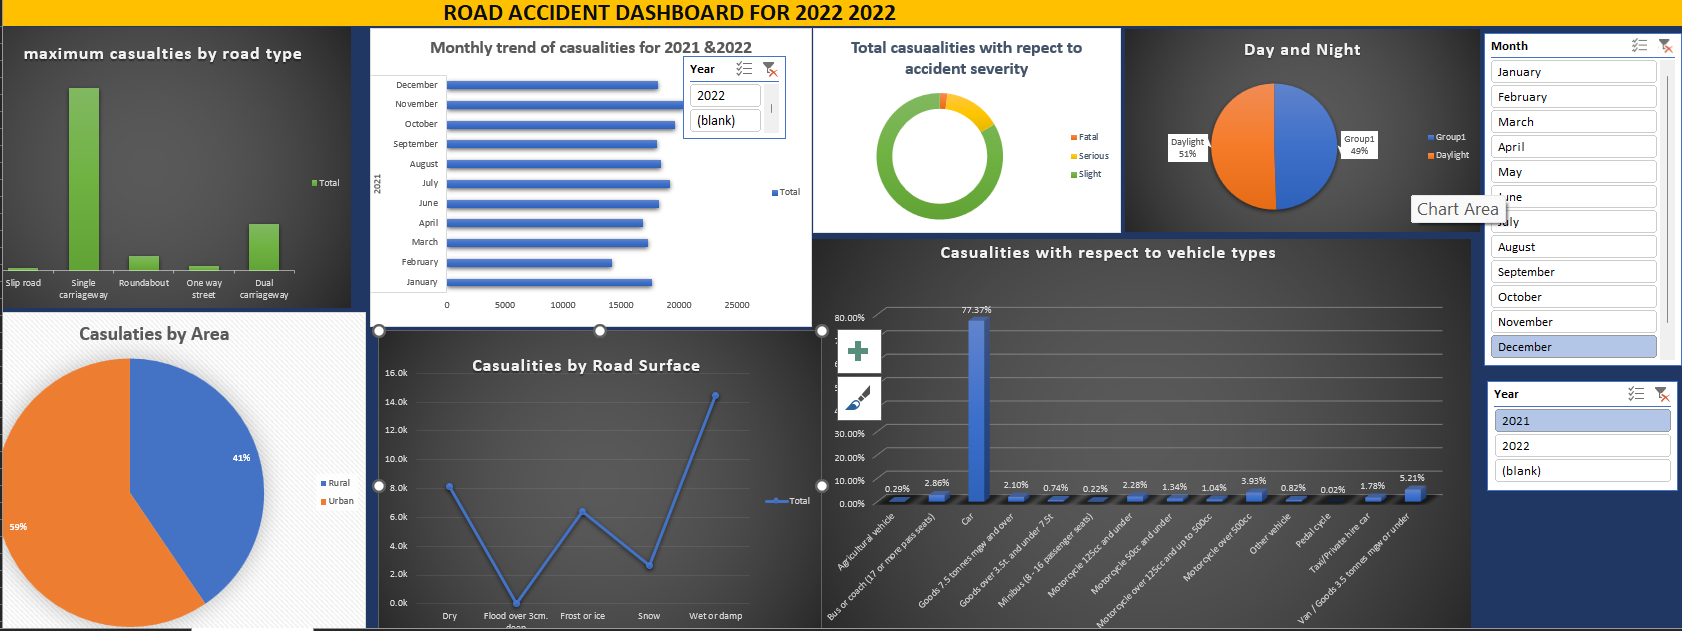 ROAD ACCIDENT DASHBOARD FOR 2022 2022
maximum casualties by road type
Total
Slip road
Single carriageway
Roundabout
One way street
Dual carriageway
Monthly trend of casualities for 2021 &2022
Year
2022
(blank)
December
November
October
September
August
July
June
April
March
February
January
2021
Total
0 5000 10000 15000 20000 25000
Total casuaalities with repect to
accident severity
Fatal
Serious
Slight
Day and Night
Daylight
51%
Group1
49%
Group1
Daylight
Chart Area
Month
January
February
March
April
May
une
July
August
September
October
November
December
Year
2021
2022
(blank)
Casulaties by Area
41%
59%
Rural
Urban
Casualities by Road Surface
16.0k
14.0k
12.0k
10.0k
8.0k
6.0k
4.0k
2.0k
0.0k
Dry
Flood over 3cm.
Frost or ice
Snow
Wet or damp
Total
Casualities with respect to vehicle types
80.00%
30.00%
20.00%
10.00%
0.00%
0.29%
2.86%
77.37%
2.10%
0.74%
0.22%
2.28%
1.34%
1.04%
3.93%
0.82%
0.02%
1.78%
5.21%
Agricultural vehicle
Bus or coach (17 or more pass seats)
Car
Goods 7.5 tonnes mgw and over
Goods over 3.5t. and under 7.5t
Minibus (8 - 16 passenger seats)
Motorcycle 125cc and under
Motorcycle 50cc and under
Motorcycle over 125cc and up to 500cc
Motorcycle over 500cc
Other vehicle
Pedal cycle
Taxi/Private hire car
Van / Goods 3.5 tonnes mgw or under